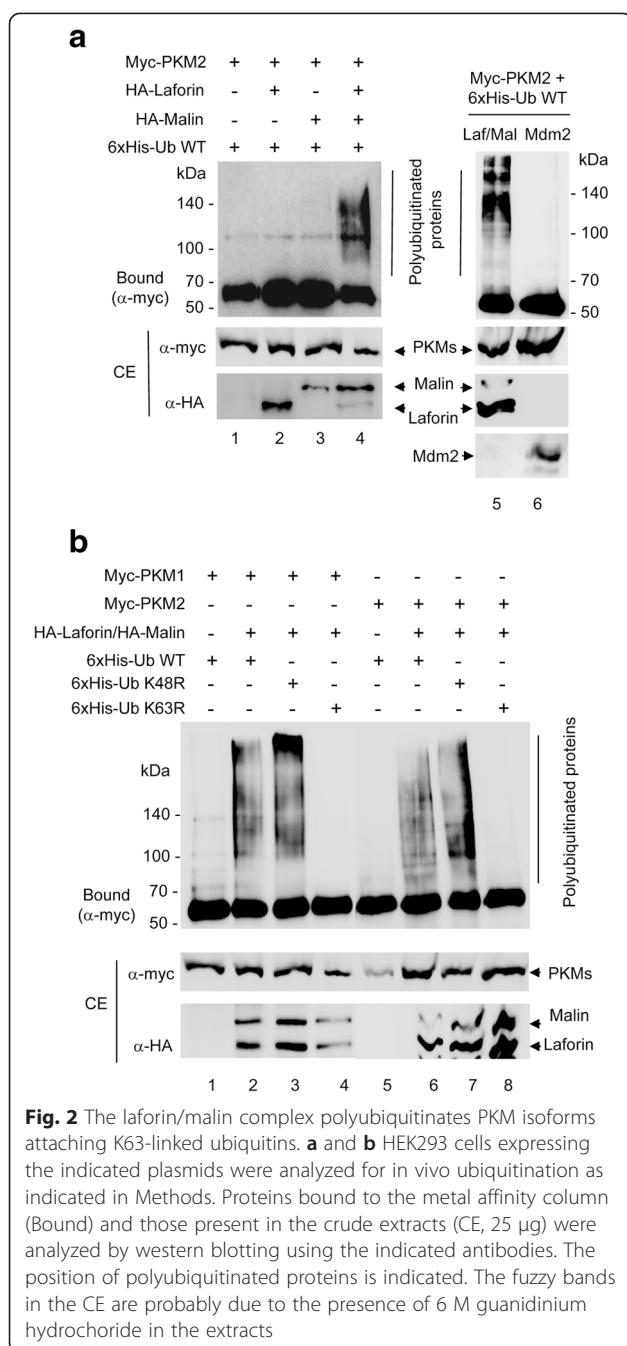 a
Myc-PKM2 + + + +
HA-Laforin - + - +
HA-Malin - - + +
6xHis-Ub WT + + + +
kDa
140 -
100 -
70 -
50 -
Bound
(α-myc)
Polyubiquitinated
proteins
CE
α-myc
α-HA
1 2 3 4
Myc-PKM2 +
6xHis-Ub WT
Laf/Mal Mdm2
kDa
- 140
- 100
- 70
- 50
PKMs
Malin
Laforin
Mdm2
5 6
b
Myc-PKM1 + + + + - - - -
Myc-PKM2 - - - - + + + +
HA-Laforin/HA-Malin - + + + - + + +
6xHis-Ub WT + + - - + + - -
6xHis-Ub K48R - - + - - - + -
6xHis-Ub K63R - - - + - - - +
kDa
140 -
100 -
70 -
50 -
Bound
(α-myc)
Polyubiquitinated proteins
CE
α-myc
α-HA
PKMs
Malin
Laforin
1 2 3 4 5 6 7 8
Fig. 2 The laforin/malin complex polyubiquitinates PKM isoforms
attaching K63-linked ubiquitins. a and b HEK293 cells expressing
the indicated plasmids were analyzed for in vivo ubiquitination as
indicated in Methods. Proteins bound to the metal affinity column
(Bound) and those present in the crude extracts (CE, 25 μg) were
analyzed by western blotting using the indicated antibodies. The
position of polyubiquitinated proteins is indicated. The fuzzy bands
in the CE are probably due to the presence of 6 M guanidinium
hydrochoride in the extracts